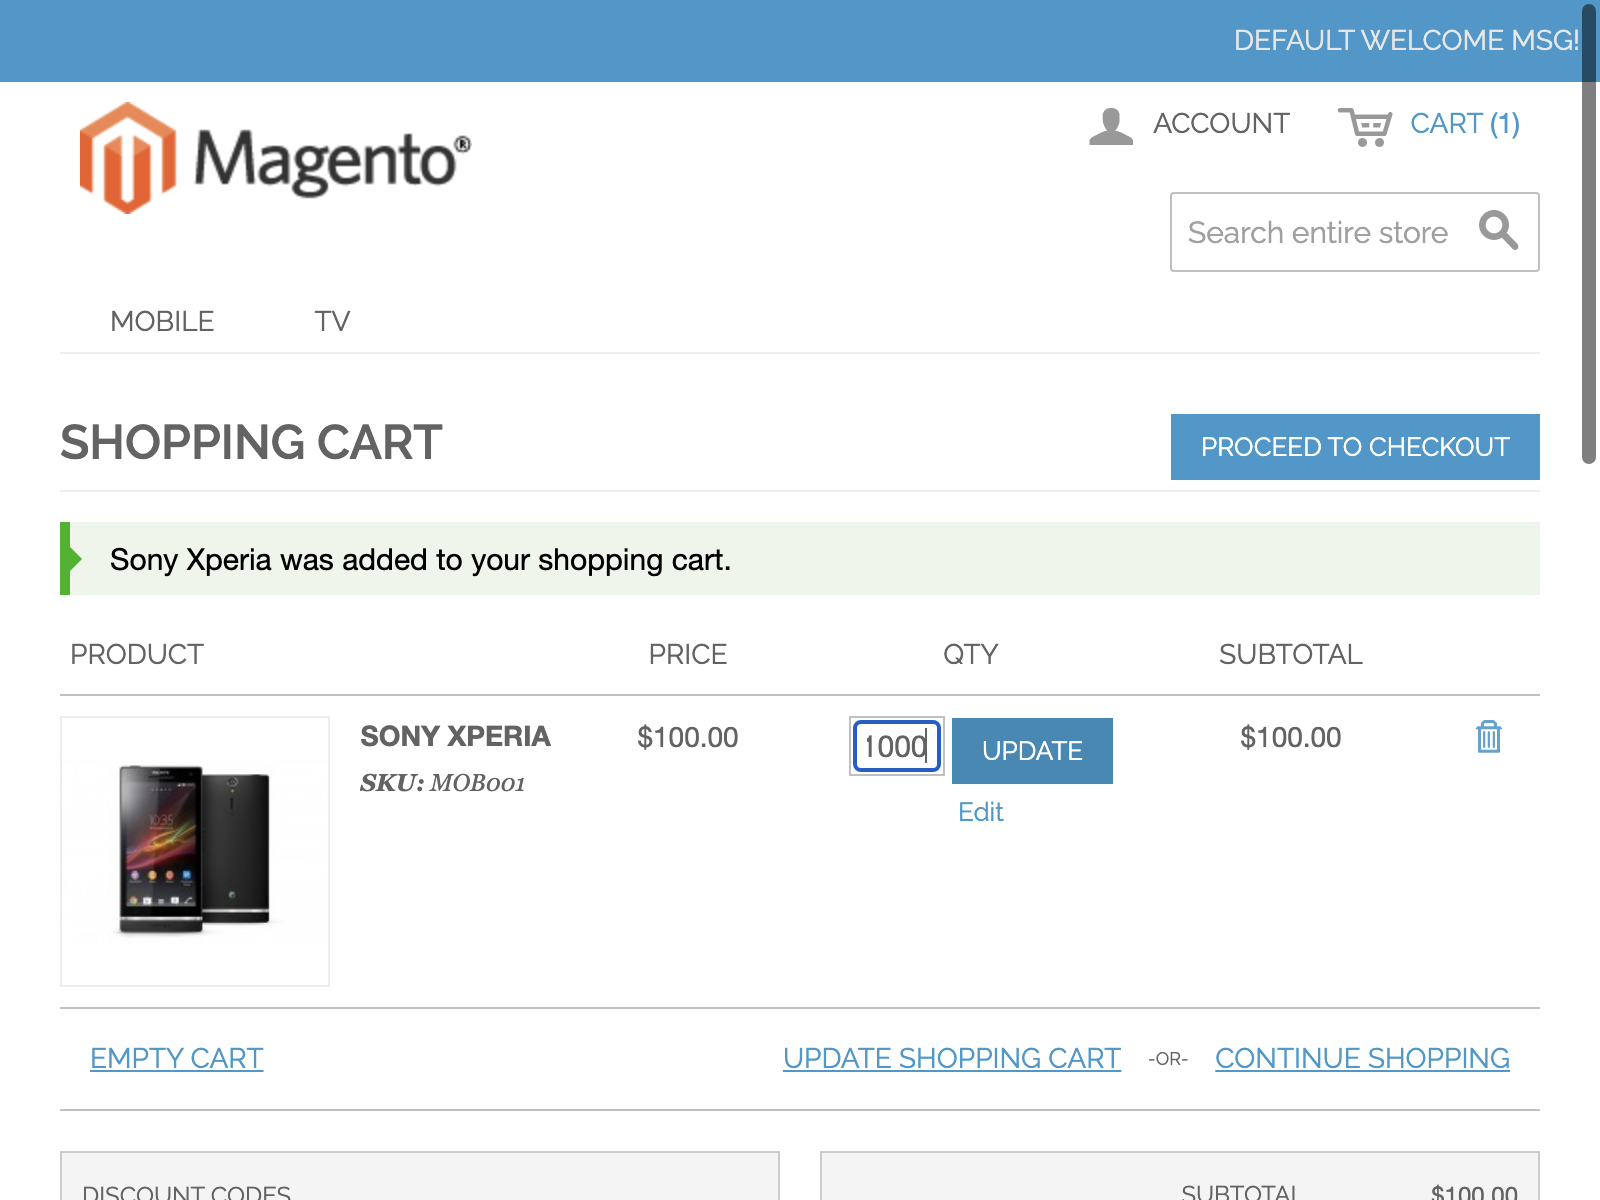 DEFAULT WELCOME MSG!
Magento®
ACCOUNT
CART (1)
Search entire store
MOBILE
TV
SHOPPING CART
PROCEED TO CHECKOUT
Sony Xperia was added to your shopping cart.
PRODUCT PRICE QTY SUBTOTAL
SONY XPERIA $100.00 1000 UPDATE $100.00
SKU: MOB001
Edit
10:35
EMPTY CART UPDATE SHOPPING CART -OR- CONTINUE SHOPPING
DISCOUNT CODES SUBTOTAL $100.00